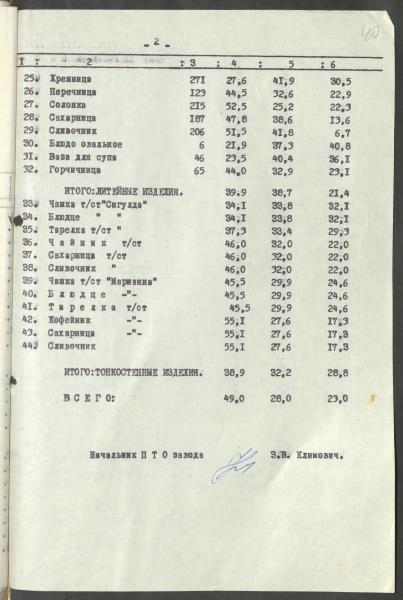 40
- 2 -
I : 2 : 3 : 4 : 5 : 6
25. Хренница 271 27,6 41,9 30,5
26. Перечница 123 44,5 32,6 22,9
27. Солонка 215 52,5 25,2 22,3
28. Сахарница 187 47,8 38,6 13,6
29. Сливочник 206 51,5 41,8 6,7
30. Блюдо овальное 6 21,9 37,3 40,8
31. Ваза для супа 46 23,5 40,4 36,1
32. Горчичница 65 44,0 32,9 23,1
ИТОГО:ЛИТЕЙНЫЕ ИЗДЕЛИЯ. 39,9 38,7 21,4
33. Чашка т/ст"Сигулда" 34,1 33,8 32,1
34. Блюдце " " 34,1 33,8 32,1
35. Тарелка т/ст " 37,3 33,4 29,3
36. Ч а й н и к т/ст 46,0 32,0 22,0
37. Сахарница т/ст 46,0 32,0 22,0
38. Сливочник " 46,0 32,0 22,0
39. Чашка т/ст "Марианна" 45,5 29,9 24,6
40. Б л ю д ц е -"- 45,5 29,9 24,6
41. Т а р е л к а т/ст 45,5 29,9 24,6
42. Кофейник -"- 55,1 27,6 17,3
43. Сахарница -"- 55,1 27,6 17,3
44. Сливочник 55,1 27,6 17,3
ИТОГО:ТОНКОСТЕННЫЕ ИЗДЕЛИЯ. 38,9 32,2 28,8
В С Е Г О: 49,0 28,0 23,0
Начальник П Т О завода З.В. Климович.